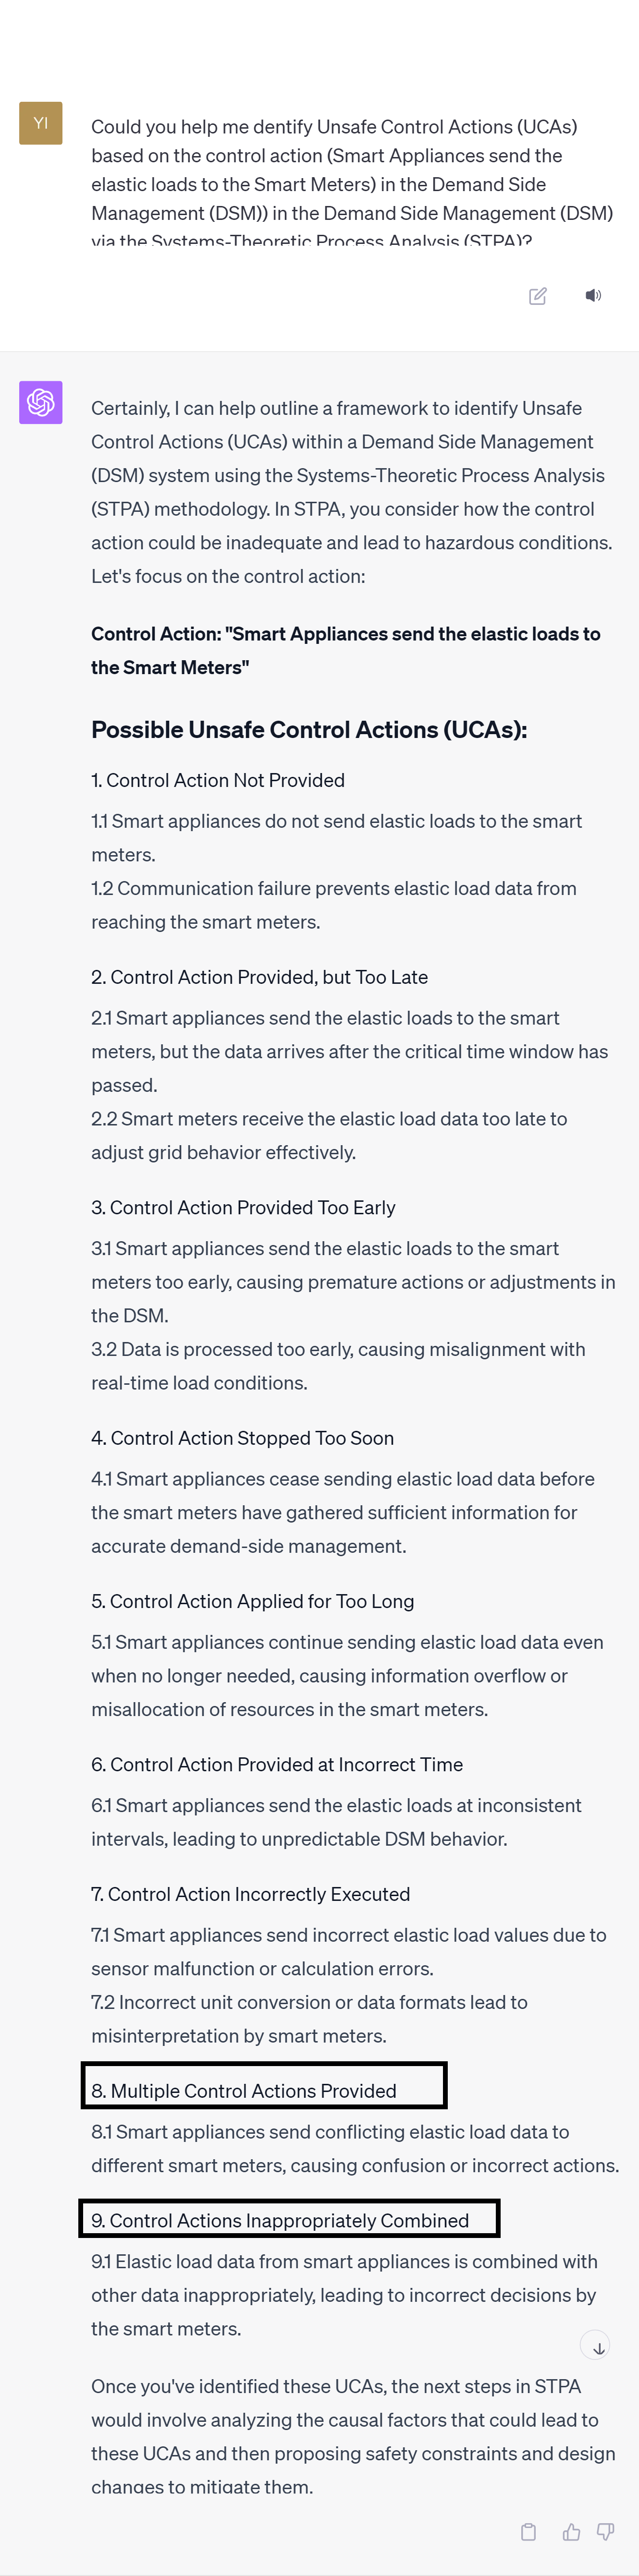 YI
Could you help me dentify Unsafe Control Actions (UCAs)
based on the control action (Smart Appliances send the
elastic loads to the Smart Meters) in the Demand Side
Management (DSM)) in the Demand Side Management (DSM)
via the Systems-Theoretic Process Analysis (STPA)?
Certainly, I can help outline a framework to identify Unsafe
Control Actions (UCAs) within a Demand Side Management
(DSM) system using the Systems-Theoretic Process Analysis
(STPA) methodology. In STPA, you consider how the control
action could be inadequate and lead to hazardous conditions.
Let's focus on the control action:
Control Action: "Smart Appliances send the elastic loads to
the Smart Meters"
Possible Unsafe Control Actions (UCAs):
1. Control Action Not Provided
1.1 Smart appliances do not send elastic loads to the smart
meters.
1.2 Communication failure prevents elastic load data from
reaching the smart meters.
2. Control Action Provided, but Too Late
2.1 Smart appliances send the elastic loads to the smart
meters, but the data arrives after the critical time window has
passed.
2.2 Smart meters receive the elastic load data too late to
adjust grid behavior effectively.
3. Control Action Provided Too Early
3.1 Smart appliances send the elastic loads to the smart
meters too early, causing premature actions or adjustments in
the DSM.
3.2 Data is processed too early, causing misalignment with
real-time load conditions.
4. Control Action Stopped Too Soon
4.1 Smart appliances cease sending elastic load data before
the smart meters have gathered sufficient information for
accurate demand-side management.
5. Control Action Applied for Too Long
5.1 Smart appliances continue sending elastic load data even
when no longer needed, causing information overflow or
misallocation of resources in the smart meters.
6. Control Action Provided at Incorrect Time
6.1 Smart appliances send the elastic loads at inconsistent
intervals, leading to unpredictable DSM behavior.
7. Control Action Incorrectly Executed
7.1 Smart appliances send incorrect elastic load values due to
sensor malfunction or calculation errors.
7.2 Incorrect unit conversion or data formats lead to
misinterpretation by smart meters.
8. Multiple Control Actions Provided
8.1 Smart appliances send conflicting elastic load data to
different smart meters, causing confusion or incorrect actions.
9. Control Actions Inappropriately Combined
9.1 Elastic load data from smart appliances is combined with
other data inappropriately, leading to incorrect decisions by
the smart meters.
Once you've identified these UCAs, the next steps in STPA
would involve analyzing the causal factors that could lead to
these UCAs and then proposing safety constraints and design
changes to mitigate them.